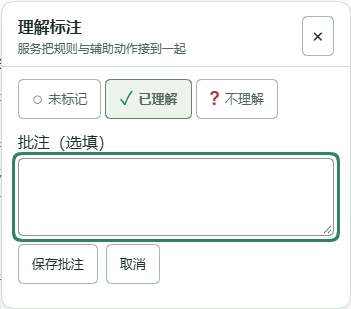 理解标注
服务把规则与辅助动作接到一起
×
○ 未标记
✓ 已理解
? 不理解
批注（选填）
保存批注
取消